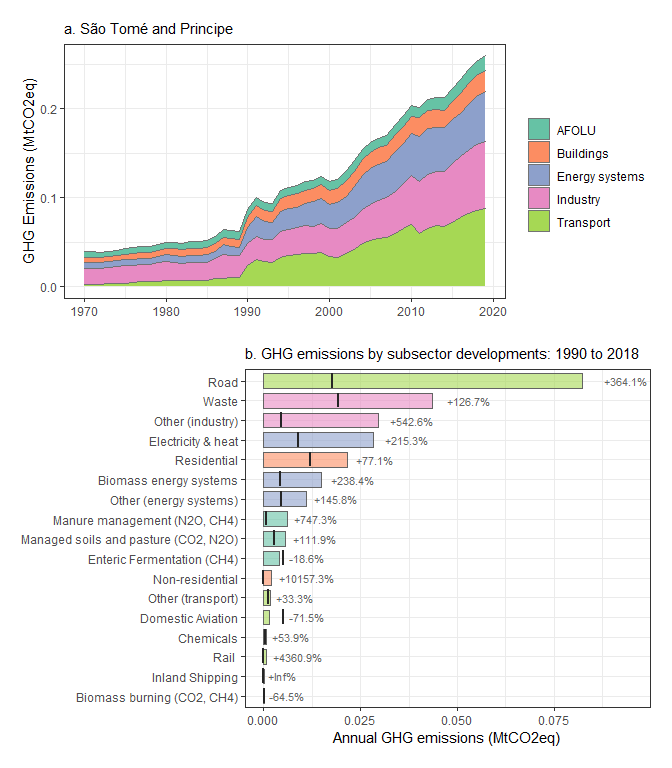 a. São Tomé and Principe
GHG Emissions (MtCO2eq)
0.2
0.1
0.0
1970
1980
1990
2000
2010
2020
AFOLU
Buildings
Energy systems
Industry
Transport
b. GHG emissions by subsector developments: 1990 to 2018
Road +364.1%
Waste +126.7%
Other (industry) +542.6%
Electricity & heat +215.3%
Residential +77.1%
Biomass energy systems +238.4%
Other (energy systems) +145.8%
Manure management (N2O, CH4) +747.3%
Managed soils and pasture (CO2, N2O) +111.9%
Enteric Fermentation (CH4) -18.6%
Non-residential +10157.3%
Other (transport) +33.3%
Domestic Aviation -71.5%
Chemicals +53.9%
Rail +4360.9%
Inland Shipping +Inf%
Biomass burning (CO2, CH4) -64.5%
0.000
0.025
0.050
0.075
Annual GHG emissions (MtCO2eq)